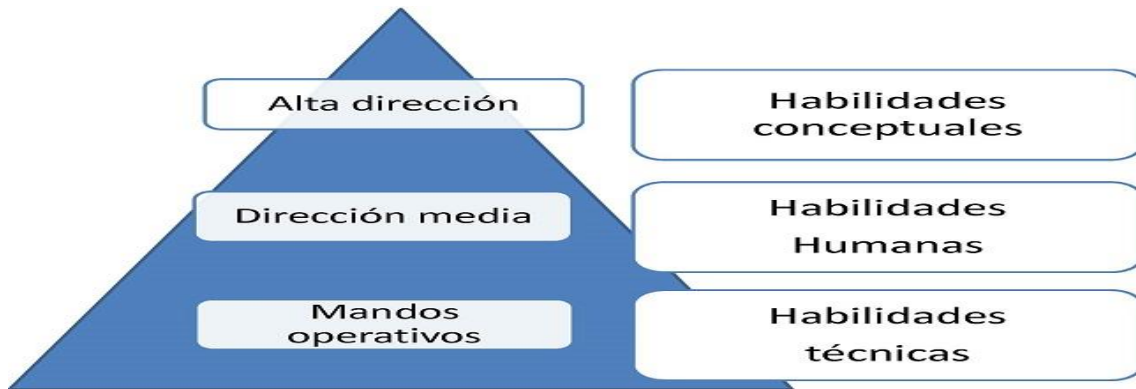 Alta dirección
Habilidades
conceptuales
Dirección media
Habilidades
Humanas
Mandos
operativos
Habilidades
técnicas